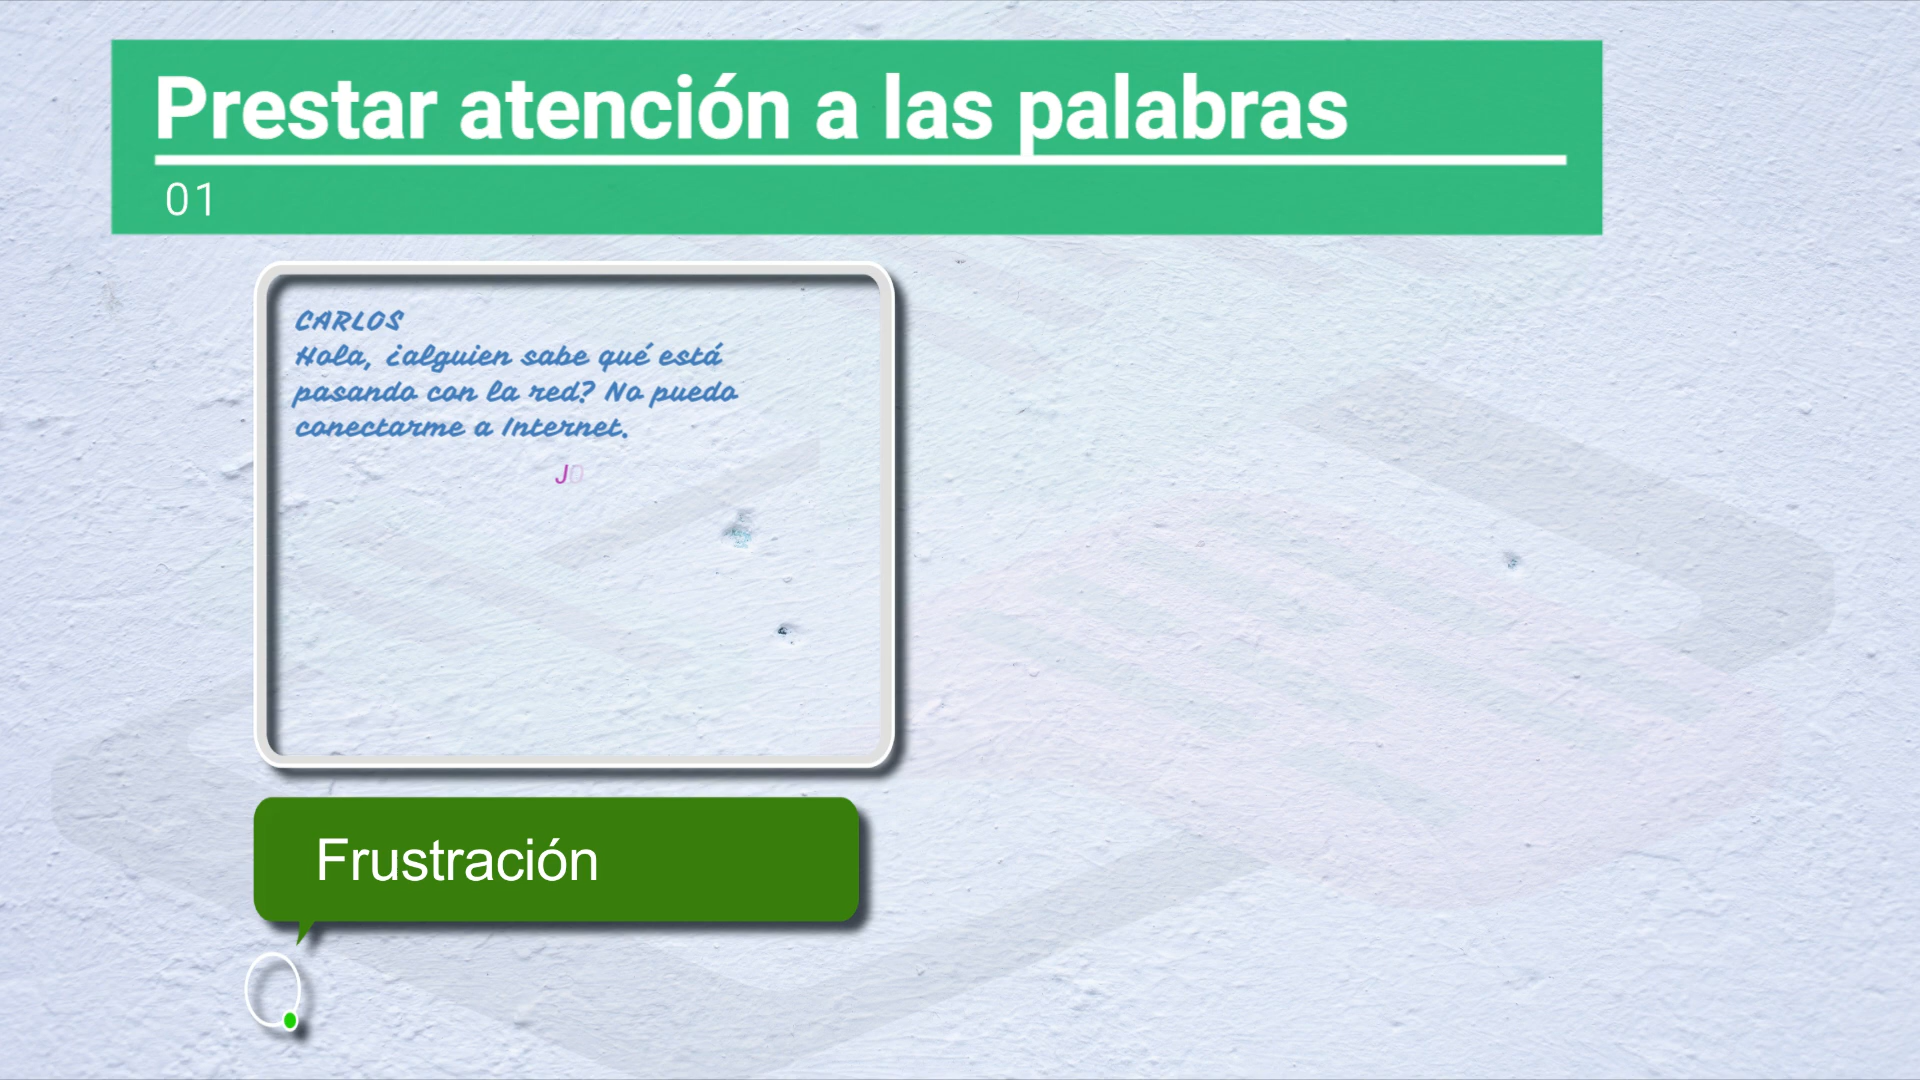 Prestar atención a las palabras
01
CARLOS
Hola, ¿alguien sabe qué está
pasando con la red? No puedo
conectarme a Internet.
JO
Frustración